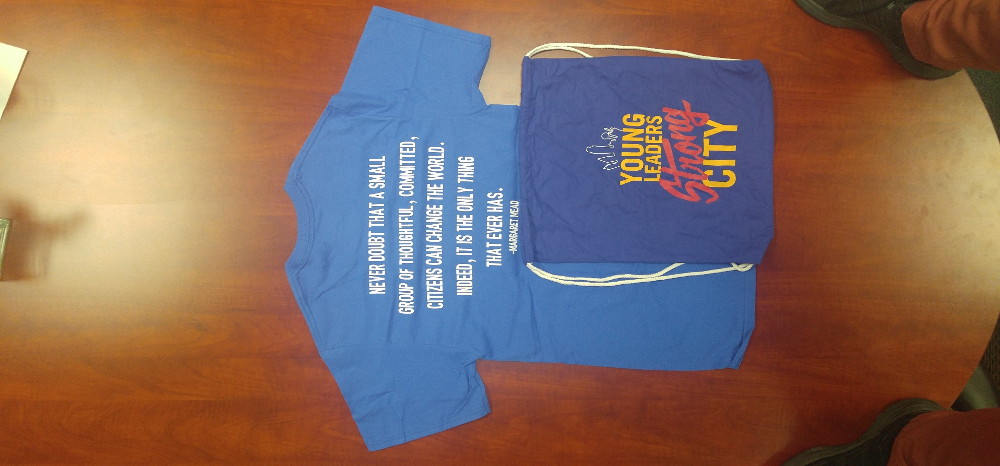 NEVER DOUBT THAT A SMALL
GROUP OF THOUGHTFUL, COMMITTED,
CITIZENS CAN CHANGE THE WORLD.
INDEED, IT IS THE ONLY THING
THAT EVER HAS.
-MARGARET MEAD
YOUNG
LEADERS
Strong
CITY